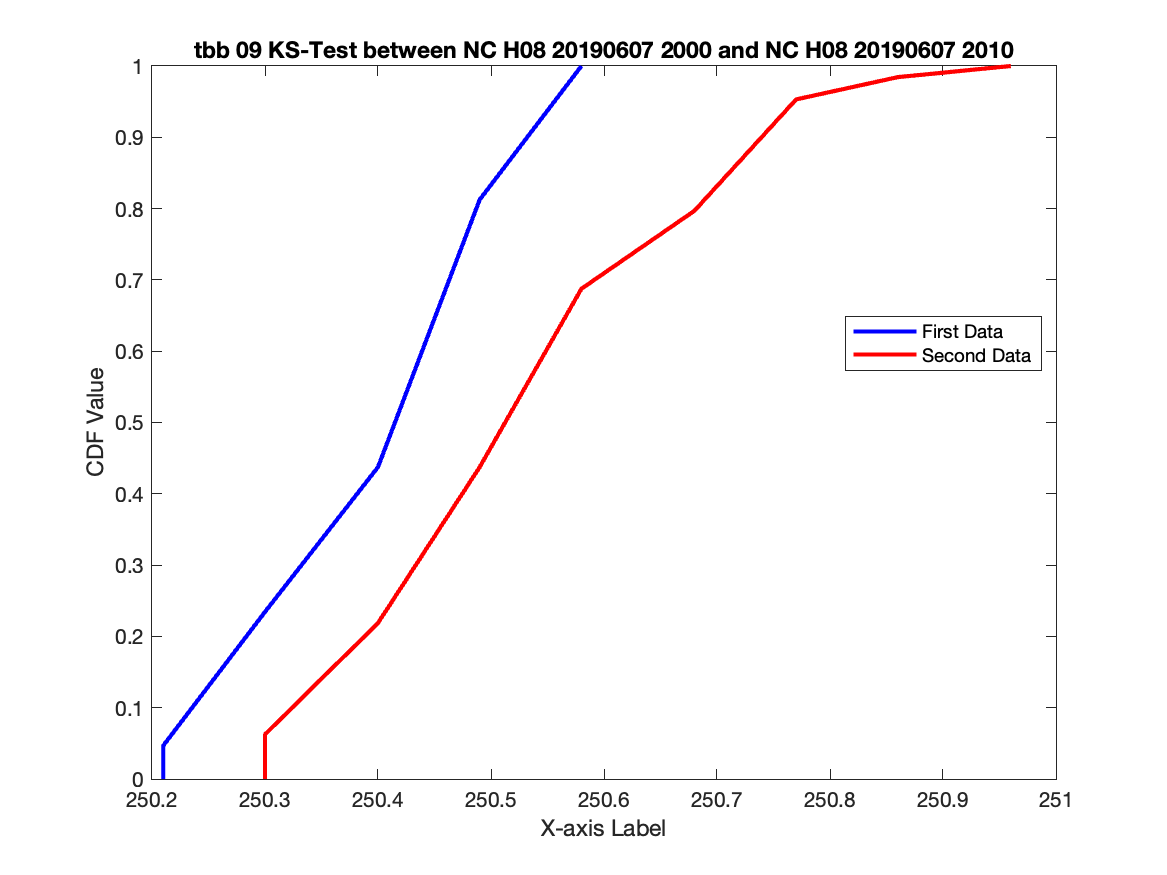 tbb 09 KS-Test between NC H08 20190607 2000 and NC H08 20190607 2010
1
0.9
0.8
0.7
0.6
0.5
0.4
0.3
0.2
0.1
0
CDF Value
First Data
Second Data
250.2 250.3 250.4 250.5 250.6 250.7 250.8 250.9 251
X-axis Label